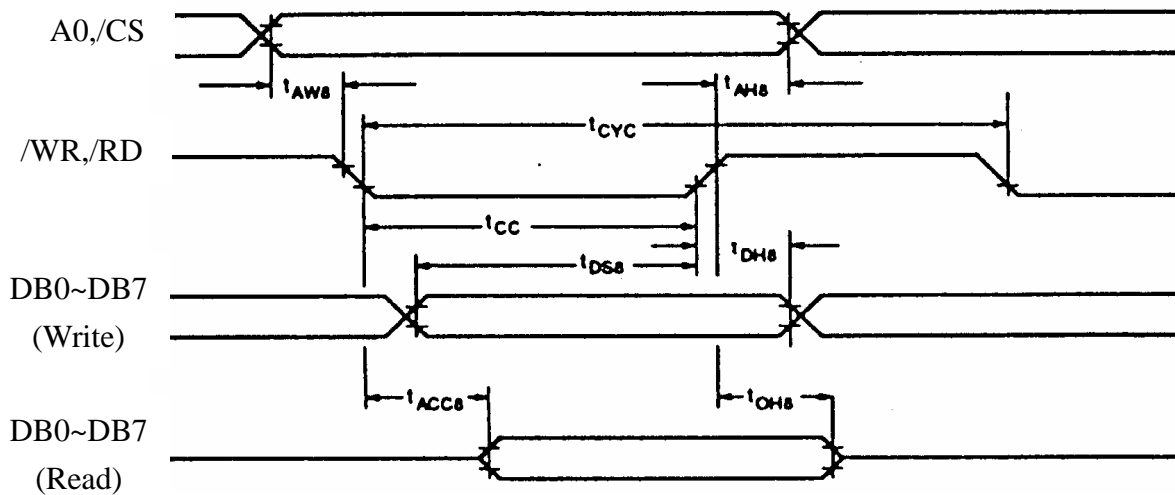 A0,/CS
tAW8
tAH8
tCYC
/WR,/RD
tCC
tDH8
tDS8
DB0~DB7
(Write)
tACC8
tOH8
DB0~DB7
(Read)